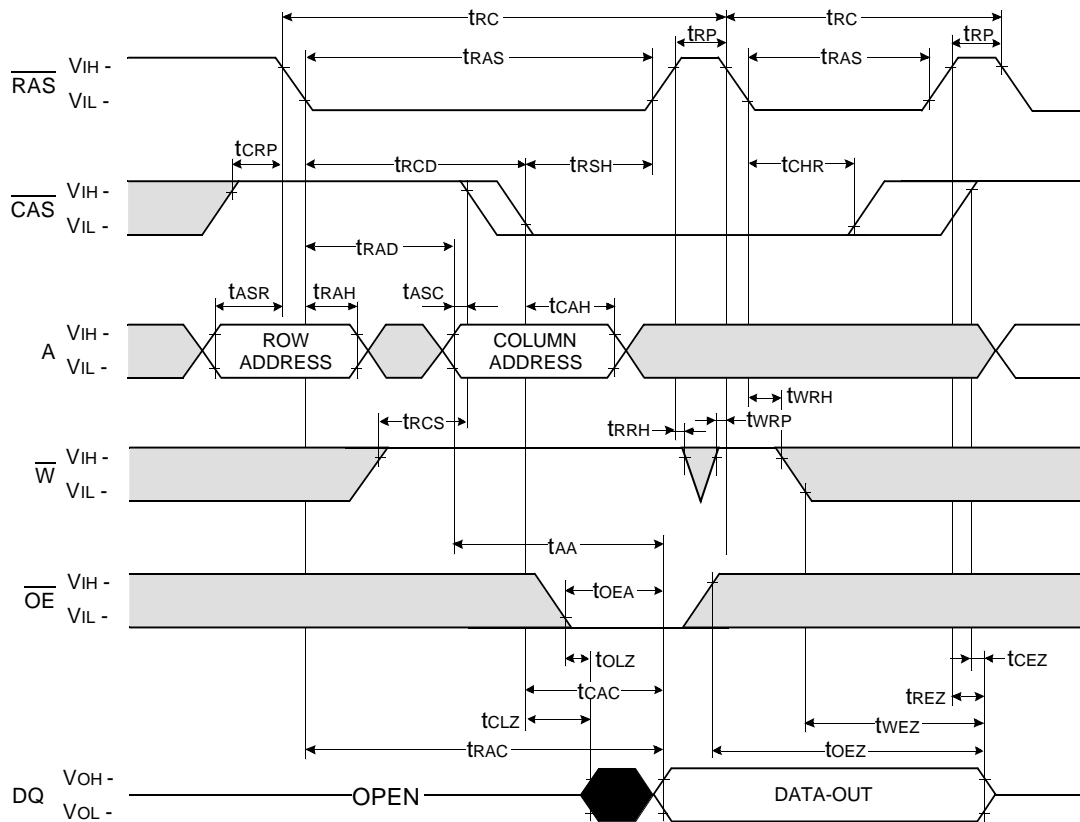 tRC tRC
tRP tRP
tRAS tRAS
RAS VIH -
VIL -
tCRP tRCD tRSH tCHR
CAS VIH -
VIL -
tRAD
tASR tRAH tASC tCAH
A VIH -
VIL -
ROW
ADDRESS
COLUMN
ADDRESS
tWRH
tRCS tRRH tWRP
W VIH -
VIL -
tAA
OE VIH -
VIL -
tOEA
tOLZ tCEZ
tCAC tREZ
tCLZ tWEZ
tRAC tOEZ
DQ VOH -
VOL -
OPEN DATA-OUT